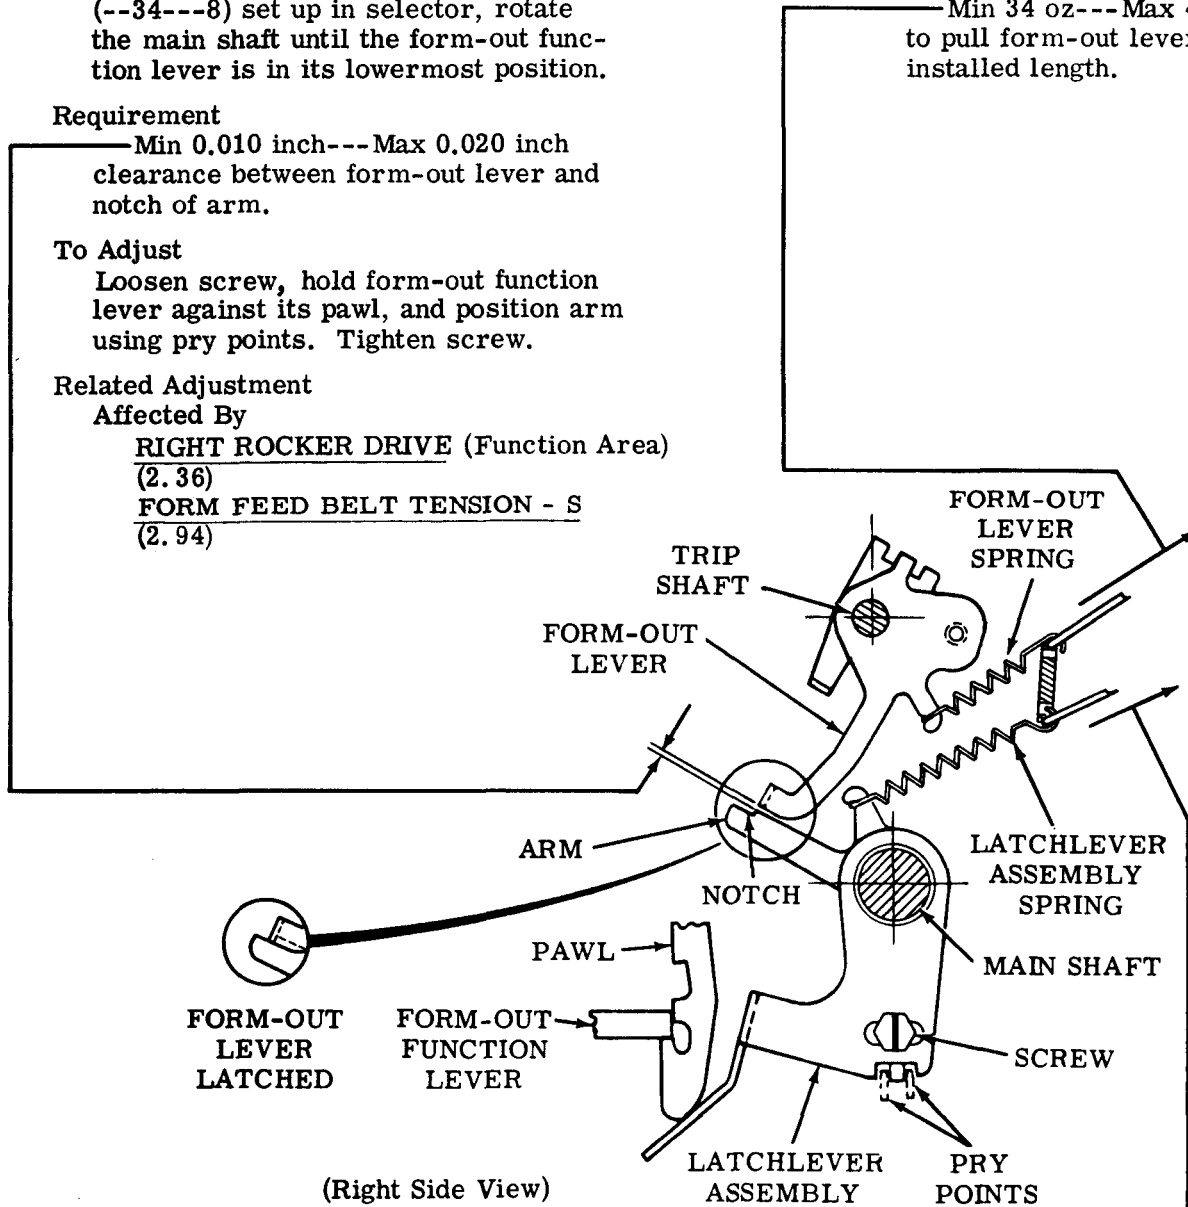 (--34---8) set up in selector, rotate
the main shaft until the form-out func-
tion lever is in its lowermost position.
Requirement
Min 0.010 inch---Max 0.020 inch
clearance between form-out lever and
notch of arm.
To Adjust
Loosen screw, hold form-out function
lever against its pawl, and position arm
using pry points. Tighten screw.
Related Adjustment
Affected By
RIGHT ROCKER DRIVE (Function Area)
(2.36)
FORM FEED BELT TENSION - S
(2.94)
Min 34 oz---Max
to pull form-out lever
installed length.
FORM-OUT
LEVER
SPRING
TRIP
SHAFT
FORM-OUT
LEVER
ARM
NOTCH
LATCHLEVER
ASSEMBLY
SPRING
PAWL
MAIN SHAFT
FORM-OUT
LEVER
LATCHED
FORM-OUT
FUNCTION
LEVER
SCREW
LATCHLEVER
ASSEMBLY
PRY
POINTS
(Right Side View)